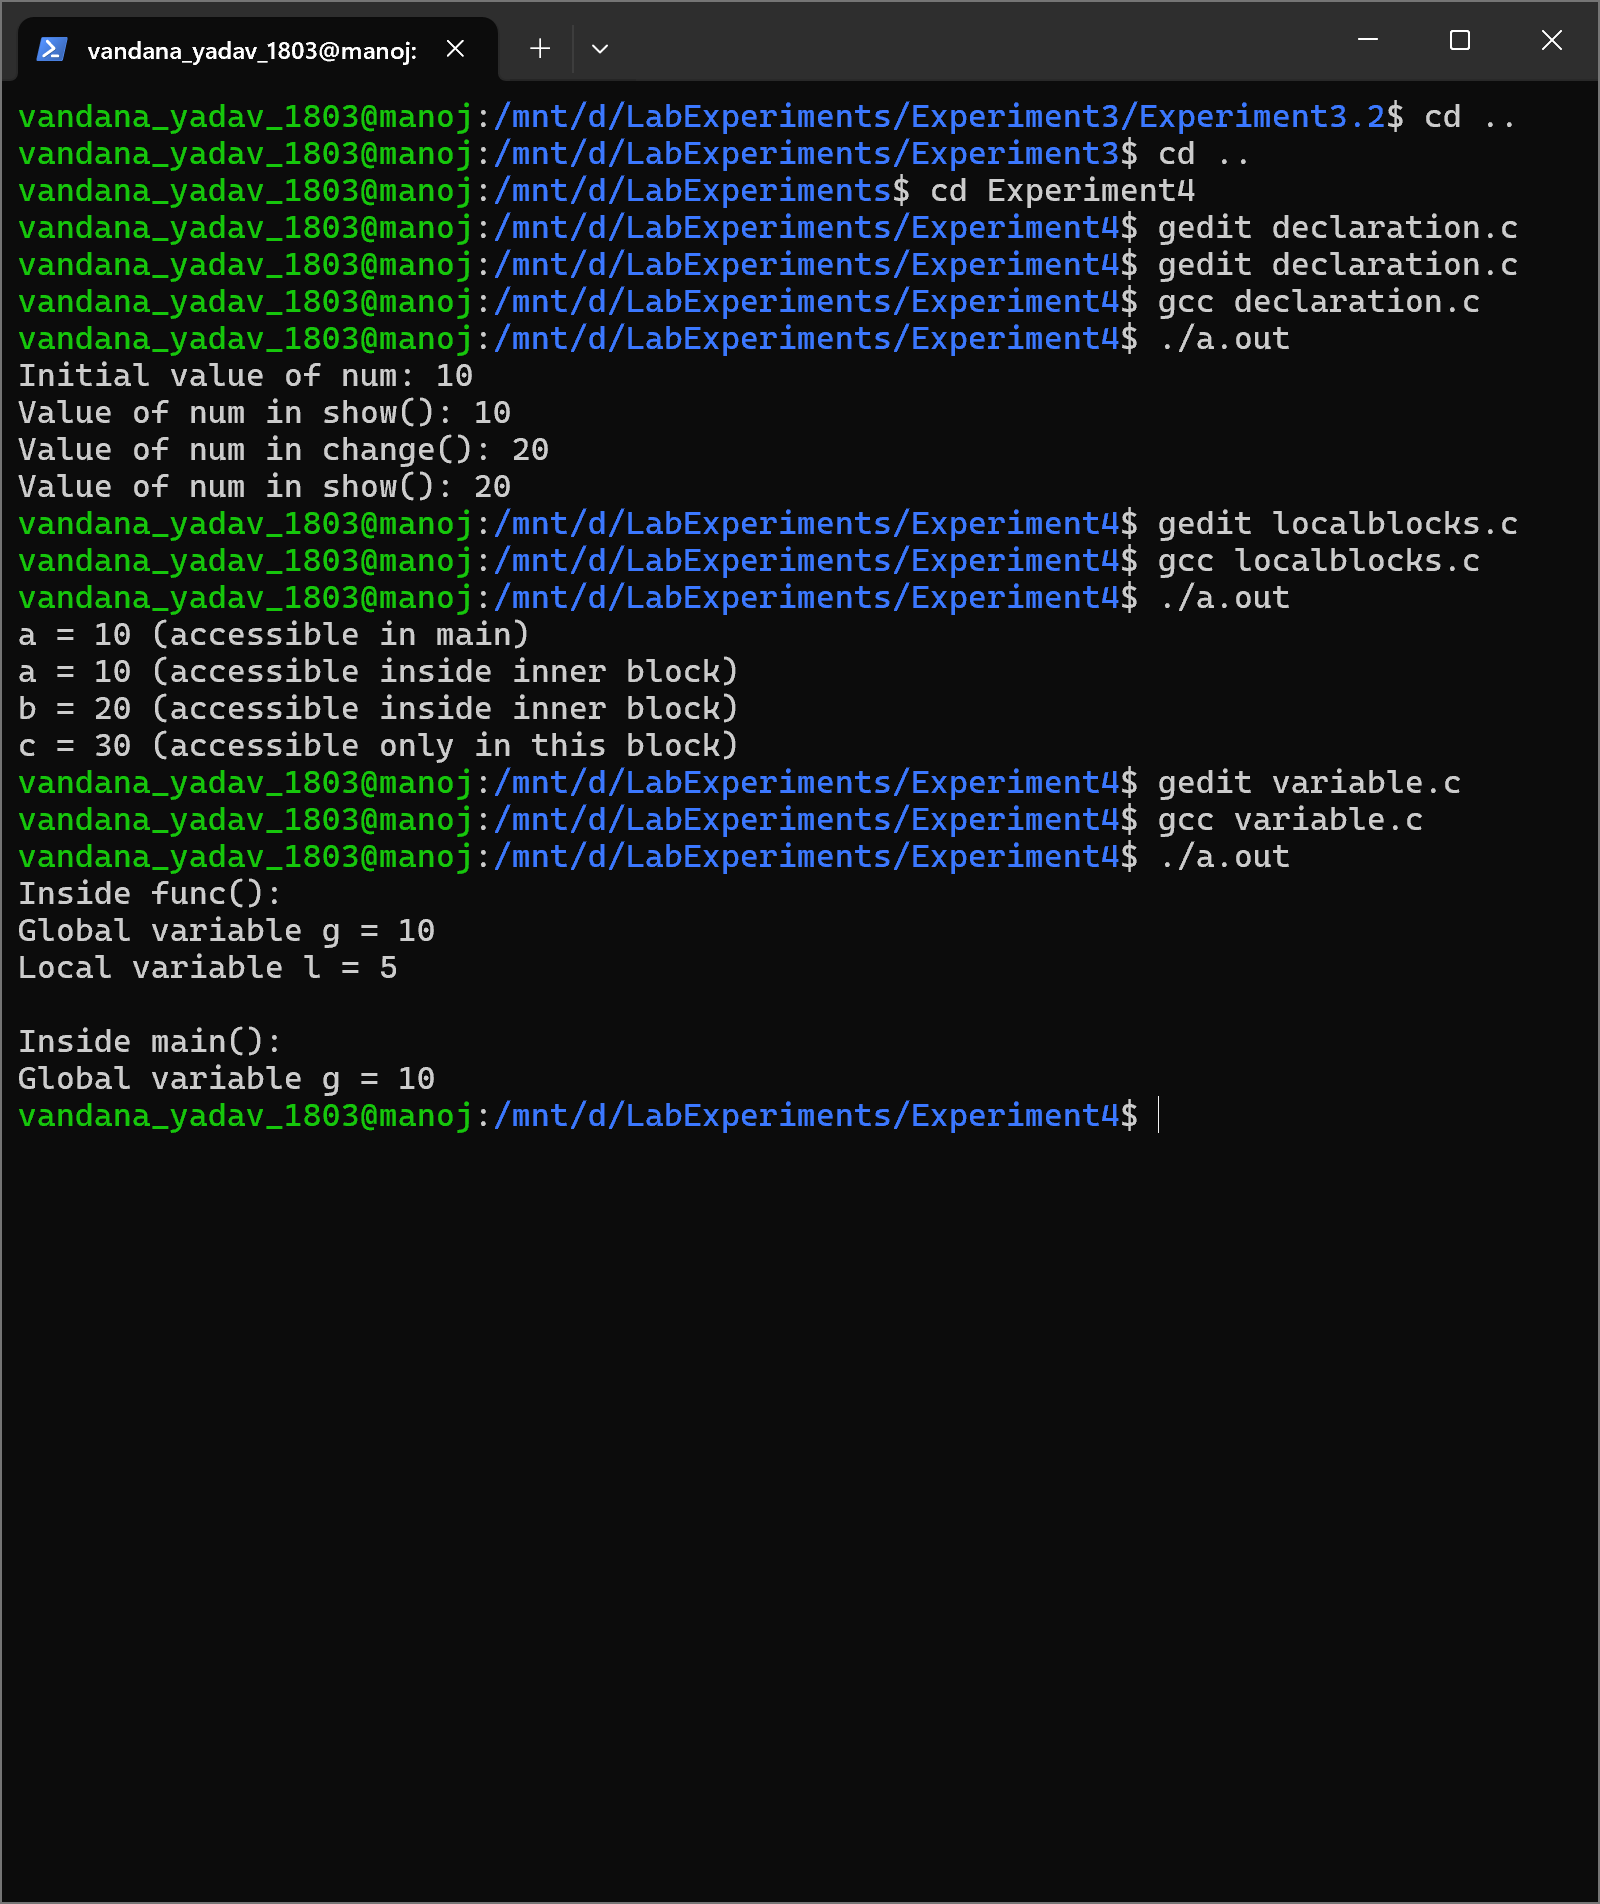 vandana_yadav_1803@manoj:
vandana_yadav_1803@manoj:/mnt/d/LabExperiments/Experiment3/Experiment3.2$ cd ..
vandana_yadav_1803@manoj:/mnt/d/LabExperiments/Experiment3$ cd ..
vandana_yadav_1803@manoj:/mnt/d/LabExperiments$ cd Experiment4
vandana_yadav_1803@manoj:/mnt/d/LabExperiments/Experiment4$ gedit declaration.c
vandana_yadav_1803@manoj:/mnt/d/LabExperiments/Experiment4$ gedit declaration.c
vandana_yadav_1803@manoj:/mnt/d/LabExperiments/Experiment4$ gcc declaration.c
vandana_yadav_1803@manoj:/mnt/d/LabExperiments/Experiment4$ ./a.out
Initial value of num: 10
Value of num in show(): 10
Value of num in change(): 20
Value of num in show(): 20
vandana_yadav_1803@manoj:/mnt/d/LabExperiments/Experiment4$ gedit localblocks.c
vandana_yadav_1803@manoj:/mnt/d/LabExperiments/Experiment4$ gcc localblocks.c
vandana_yadav_1803@manoj:/mnt/d/LabExperiments/Experiment4$ ./a.out
a = 10 (accessible in main)
a = 10 (accessible inside inner block)
b = 20 (accessible inside inner block)
c = 30 (accessible only in this block)
vandana_yadav_1803@manoj:/mnt/d/LabExperiments/Experiment4$ gedit variable.c
vandana_yadav_1803@manoj:/mnt/d/LabExperiments/Experiment4$ gcc variable.c
vandana_yadav_1803@manoj:/mnt/d/LabExperiments/Experiment4$ ./a.out
Inside func():
Global variable g = 10
Local variable l = 5

Inside main():
Global variable g = 10
vandana_yadav_1803@manoj:/mnt/d/LabExperiments/Experiment4$